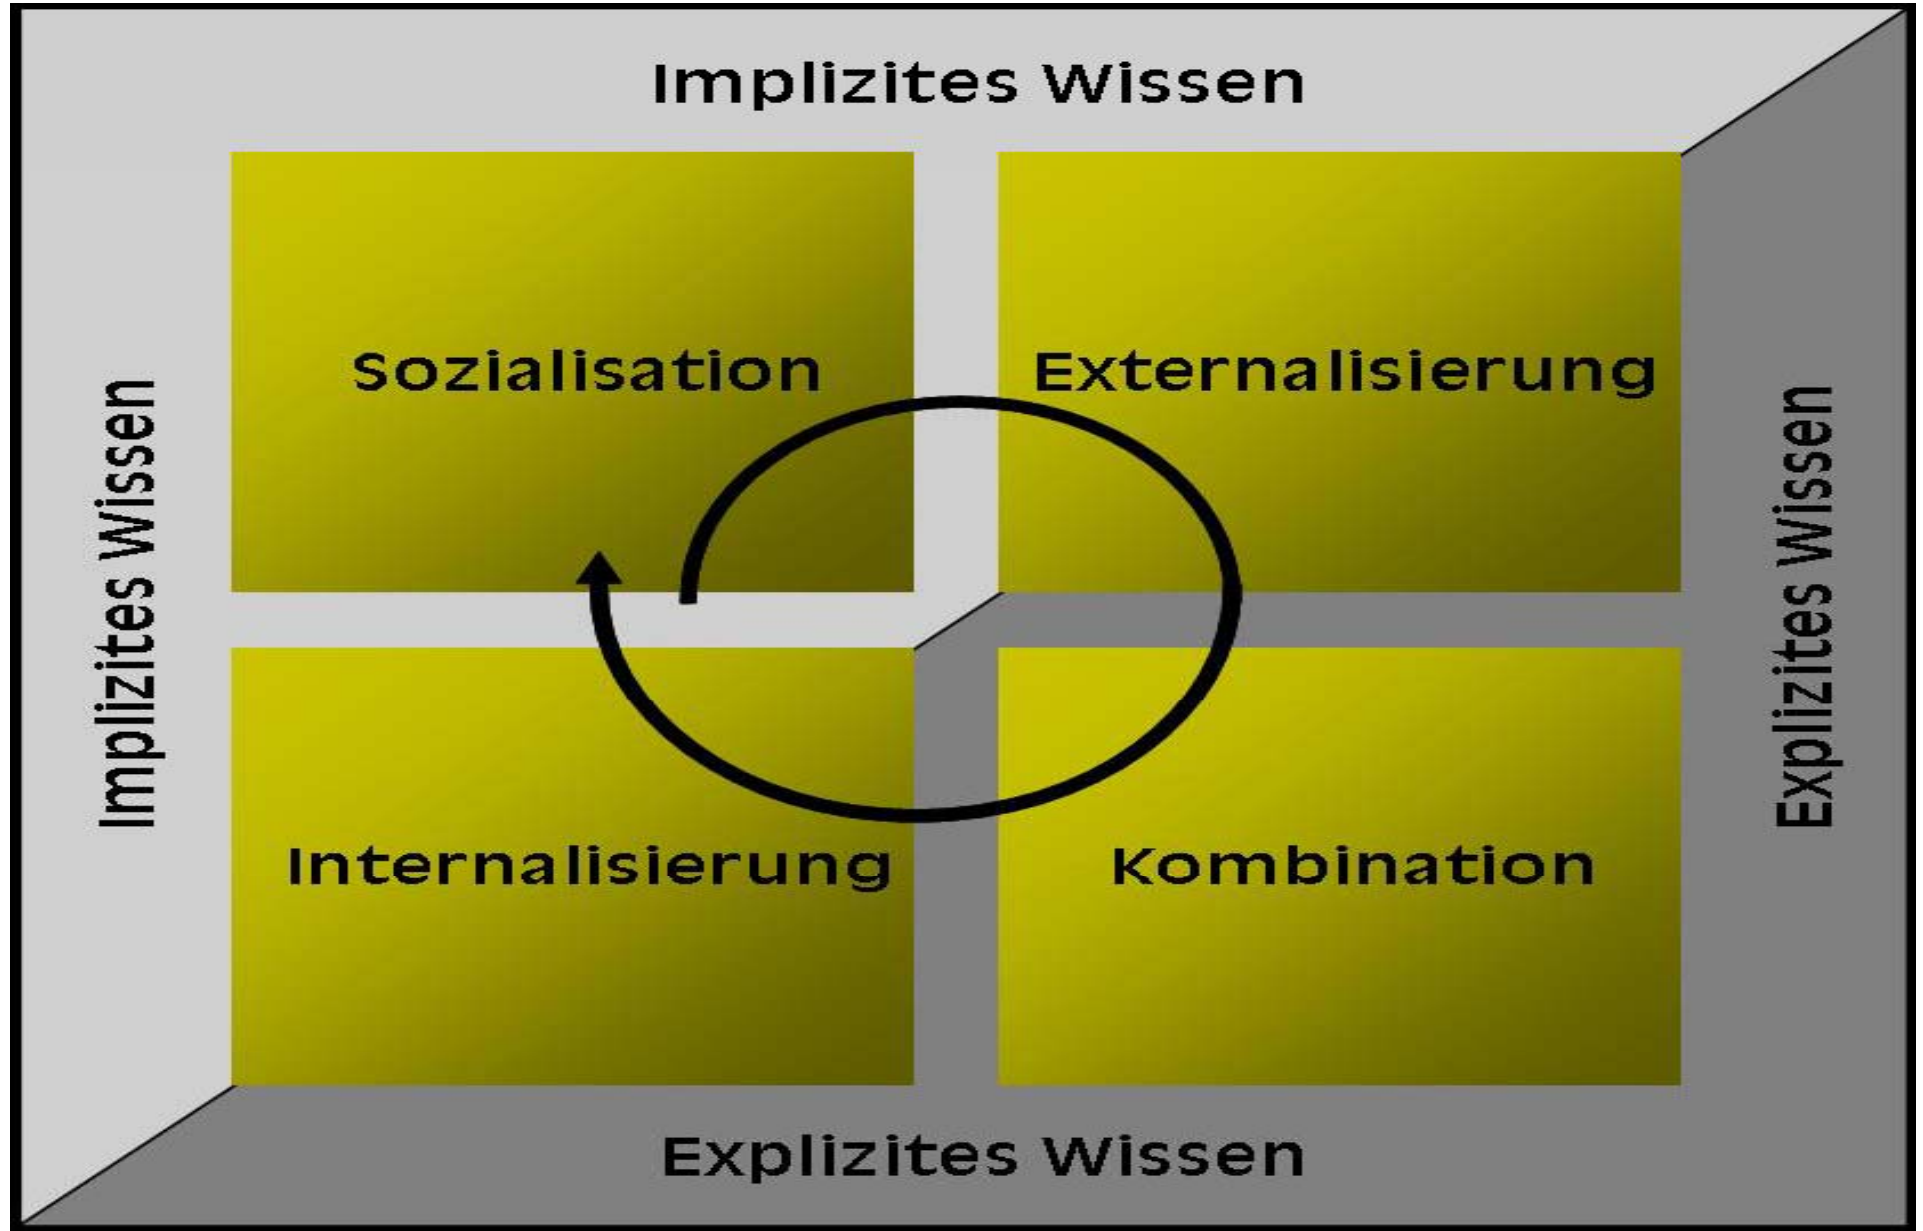 Implizites Wissen
Sozialisation
Externalisierung
Implizites Wissen
Explizites Wissen
Internalisierung
Kombination
Explizites Wissen